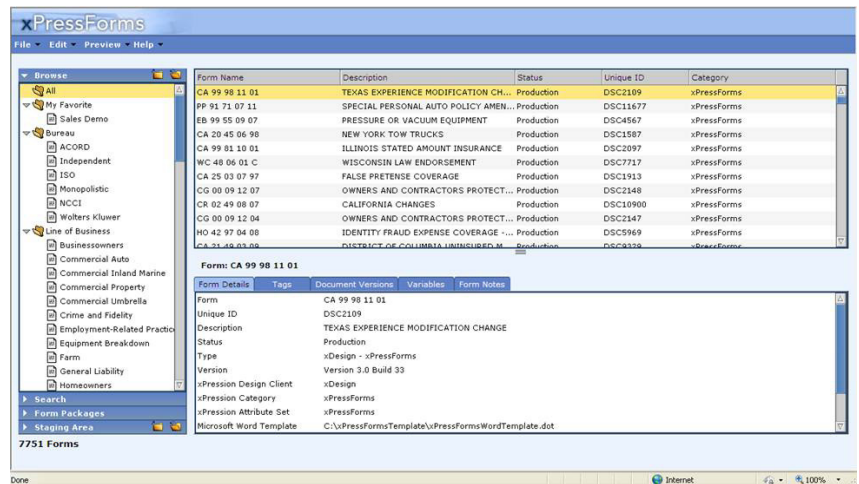 xPressForms
File Edit Preview Help
Browse
All
My Favorite
Sales Demo
Bureau
ACORD
Independent
ISO
Monopolistic
NCCI
Wolters Kluwer
Line of Business
Businessowners
Commercial Auto
Commercial Inland Marine
Commercial Property
Commercial Umbrella
Crime and Fidelity
Employment-Related Practic
Equipment Breakdown
Farm
General Liability
Homeowners
Search
Form Packages
Staging Area
7751 Forms
Form Name Description Status Unique ID Category
CA 99 98 11 01 TEXAS EXPERIENCE MODIFICATION CH... Production DSC2109 xPressForms
PP 91 71 07 11 SPECIAL PERSONAL AUTO POLICY AMEN... Production DSC11677 xPressForms
EB 99 55 09 07 PRESSURE OR VACUUM EQUIPMENT Production DSC4567 xPressForms
CA 20 45 06 98 NEW YORK TOW TRUCKS Production DSC1587 xPressForms
CA 99 81 10 01 ILLINOIS STATED AMOUNT INSURANCE Production DSC2097 xPressForms
WC 48 06 01 C WISCONSIN LAW ENDORSEMENT Production DSC7717 xPressForms
CA 25 03 07 97 FALSE PRETENSE COVERAGE Production DSC1913 xPressForms
CG 00 09 12 07 OWNERS AND CONTRACTORS PROTECT... Production DSC2148 xPressForms
CR 02 49 08 07 CALIFORNIA CHANGES Production DSC10900 xPressForms
CG 00 09 12 04 OWNERS AND CONTRACTORS PROTECT... Production DSC2147 xPressForms
HO 42 97 04 08 IDENTITY FRAUD EXPENSE COVERAGE -... Production DSC5969 xPressForms
CA 21 49 03 09 DISTRICT OF COLUMBIA UNINSURED M... Production DSC9329 xPressForms
Form: CA 99 98 11 01
Form Details Tags Document Versions Variables Form Notes
Form CA 99 98 11 01
Unique ID DSC2109
Description TEXAS EXPERIENCE MODIFICATION CHANGE
Status Production
Type xDesign - xPressForms
Version Version 3.0 Build 33
xPression Design Client xDesign
xPression Category xPressForms
xPression Attribute Set xPressForms
Microsoft Word Template C:\xPressFormsTemplate\xPressFormsWordTemplate.dot
Done Internet 100%